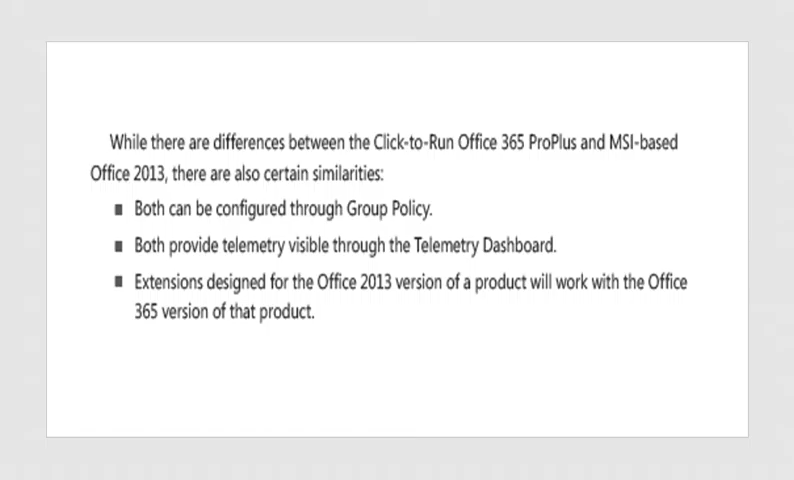 While there are differences between the Click-to-Run Office 365 ProPlus and MSI-based
Office 2013, there are also certain similarities:
■ Both can be configured through Group Policy.
■ Both provide telemetry visible through the Telemetry Dashboard.
■ Extensions designed for the Office 2013 version of a product will work with the Office
365 version of that product.